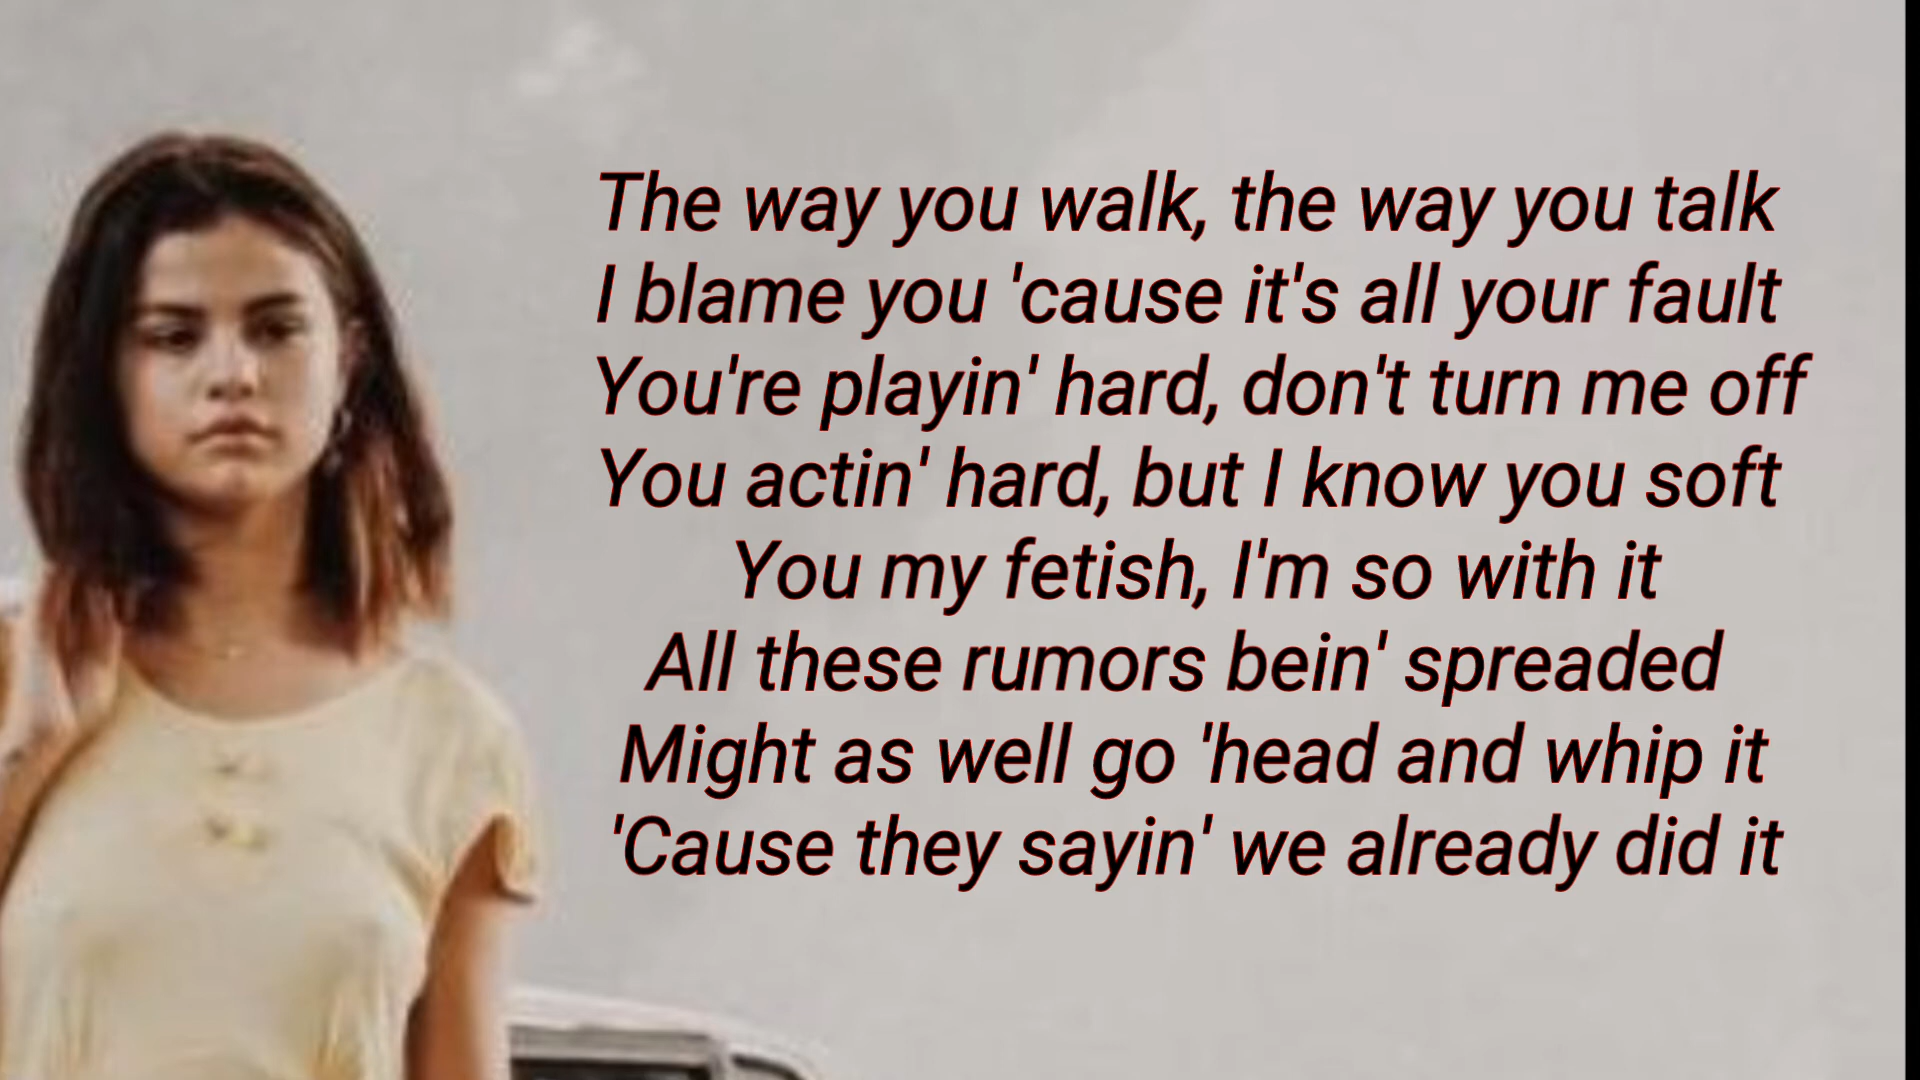 The way you walk, the way you talk
I blame you 'cause it's all your fault
You're playin' hard, don't turn me off
You actin' hard, but I know you soft
You my fetish, I'm so with it
All these rumors bein' spreaded
Might as well go 'head and whip it
'Cause they sayin' we already did it